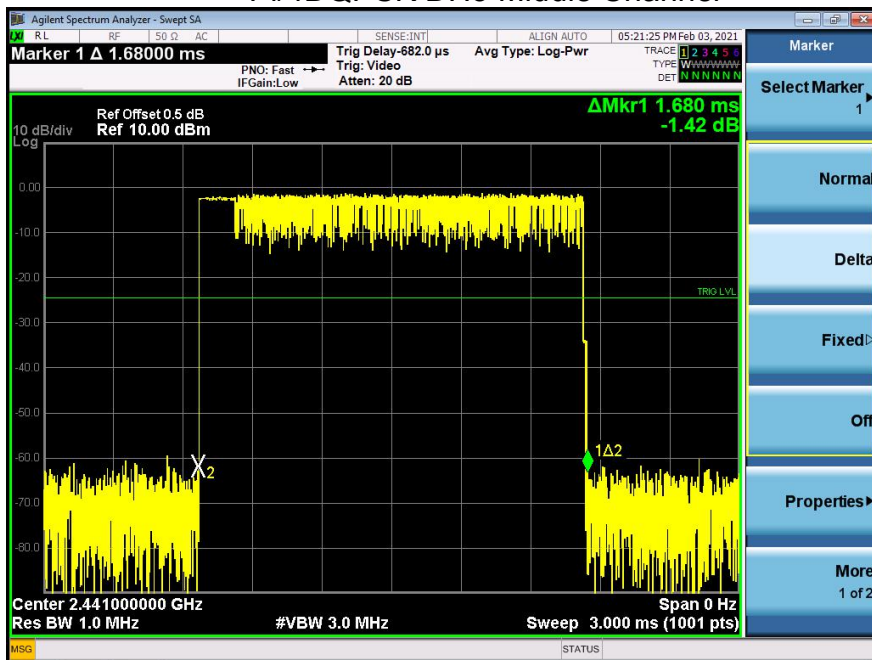 Agilent Spectrum Analyzer - Swept SA
LXI RL RF 50 Ω AC SENSE:INT ALIGN AUTO 05:21:25 PM Feb 03, 2021
Marker 1 Δ 1.68000 ms
Trig Delay-682.0 µs Avg Type: Log-Pwr TRACE 1 2 3 4 5 6
PNO: Fast Trig: Video TYPE WWWWWW
IFGain:Low Atten: 20 dB DET N N N N N N
Marker
Select Marker
1
ΔMkr1 1.680 ms
-1.42 dB
Ref Offset 0.5 dB
10 dB/div Ref 10.00 dBm
Log
0.00
-10.0
-20.0
TRIG LVL
-30.0
-40.0
-50.0
-60.0
-70.0
-80.0
X2
1Δ2
Normal
Delta
Fixed
Off
Properties
More
1 of 2
Center 2.441000000 GHz Span 0 Hz
Res BW 1.0 MHz #VBW 3.0 MHz Sweep 3.000 ms (1001 pts)
MSG STATUS